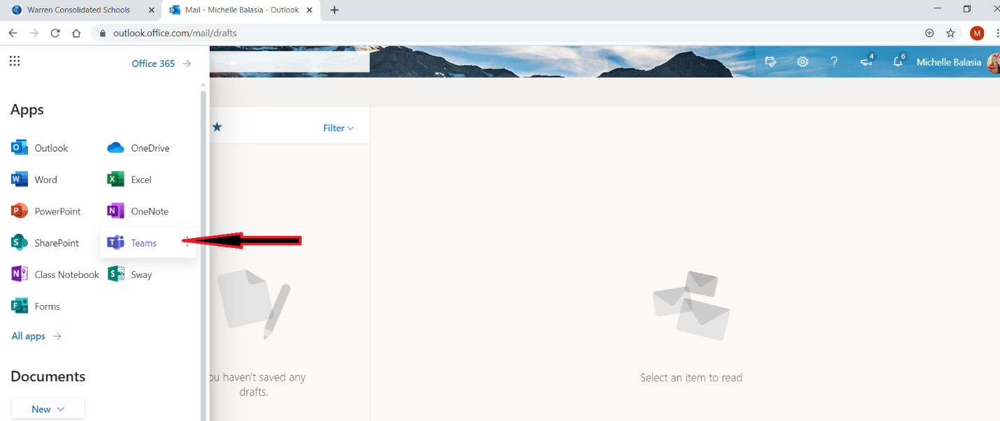 Warren Consolidated Schools
Mail - Michelle Balasia - Outlook
outlook.office.com/mail/drafts
M
Office 365
4
6
Michelle Balasia
Apps
Filter
Outlook
OneDrive
Word
Excel
PowerPoint
OneNote
SharePoint
Teams
Class Notebook
Sway
Forms
All apps
Documents
ou haven't saved any
drafts.
Select an item to read
New